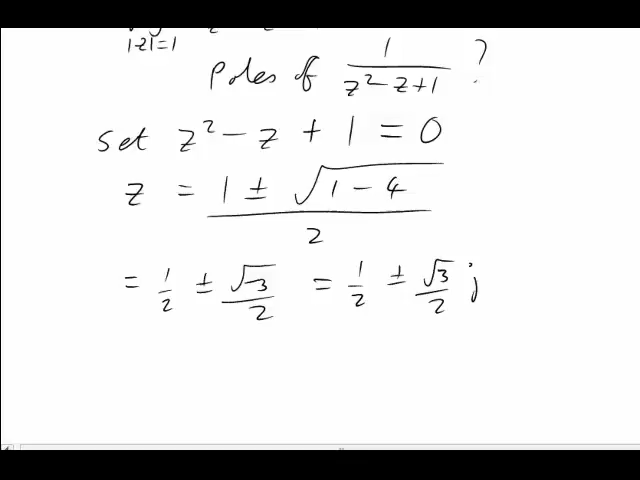 |z|=1
Poles of 1/(z²-z+1) ?
Set z² - z + 1 = 0
z = (1 ± √(1-4))/2
= 1/2 ± √-3/2 = 1/2 ± √3/2 j